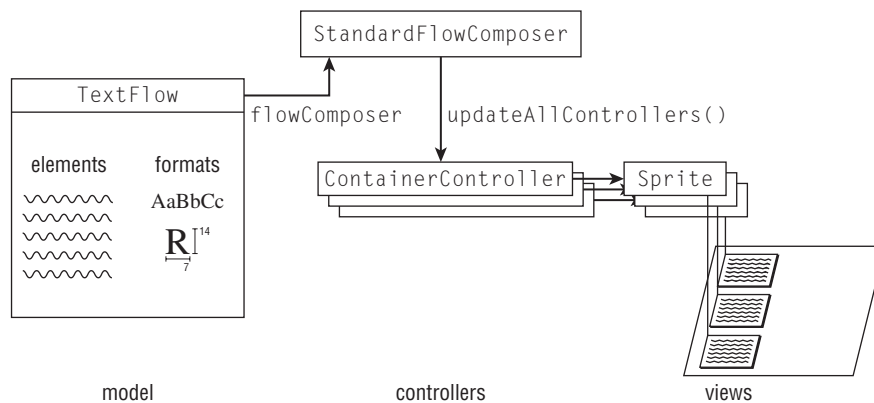 StandardFlowComposer
TextFlow
flowComposer
updateAllControllers()
elements
formats
AaBbCc
R
14
7
ContainerController
Sprite
model
controllers
views